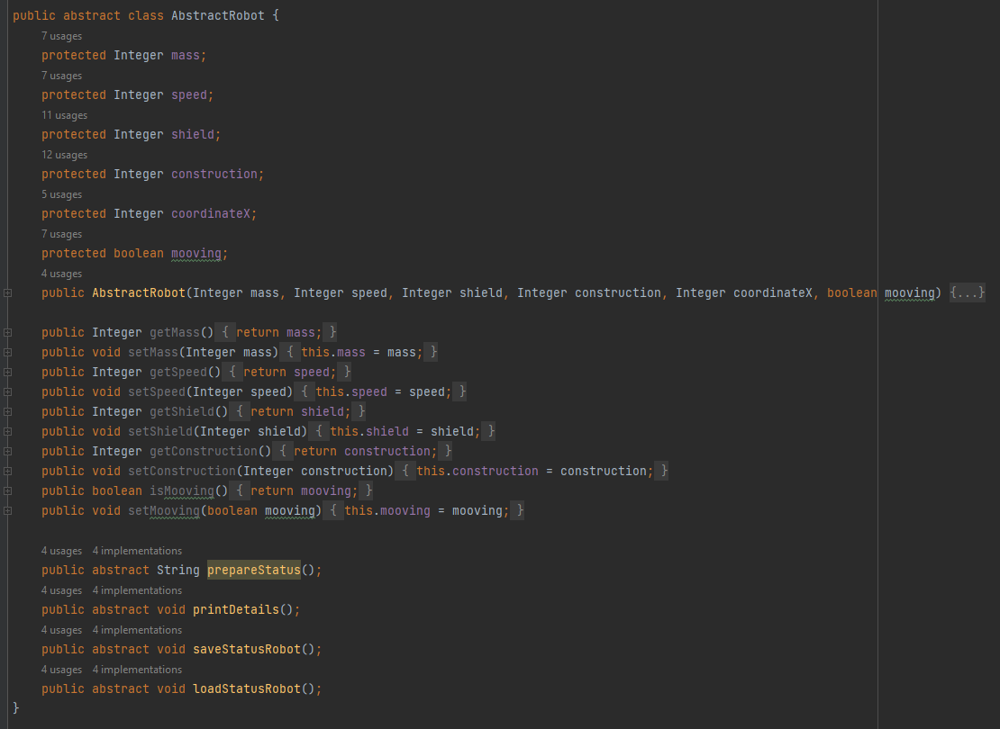 public abstract class AbstractRobot {
7 usages
protected Integer mass;
7 usages
protected Integer speed;
11 usages
protected Integer shield;
12 usages
protected Integer construction;
5 usages
protected Integer coordinateX;
7 usages
protected boolean mooving;
4 usages
public AbstractRobot(Integer mass, Integer speed, Integer shield, Integer construction, Integer coordinateX, boolean mooving) {...}
public Integer getMass() { return mass; }
public void setMass(Integer mass) { this.mass = mass; }
public Integer getSpeed() { return speed; }
public void setSpeed(Integer speed) { this.speed = speed; }
public Integer getShield() { return shield; }
public void setShield(Integer shield) { this.shield = shield; }
public Integer getConstruction() { return construction; }
public void setConstruction(Integer construction) { this.construction = construction; }
public boolean isMooving() { return mooving; }
public void setMooving(boolean mooving) { this.mooving = mooving; }
4 usages 4 implementations
public abstract String prepareStatus();
4 usages 4 implementations
public abstract void printDetails();
4 usages 4 implementations
public abstract void saveStatusRobot();
4 usages 4 implementations
public abstract void loadStatusRobot();
}